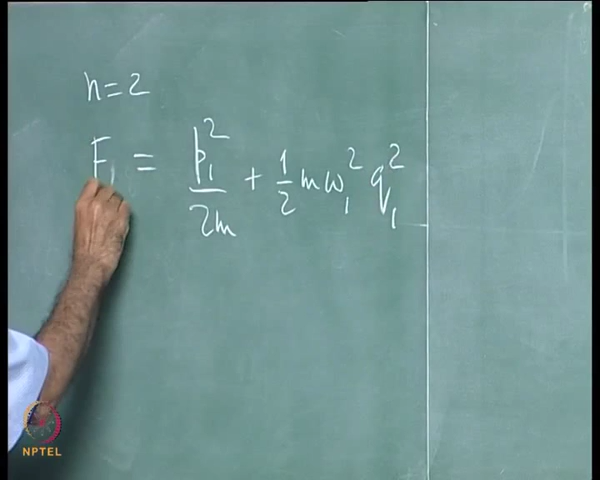 n=2
F₁ = p₁²/2m + 1/2 mω₁² q₁²
NPTEL